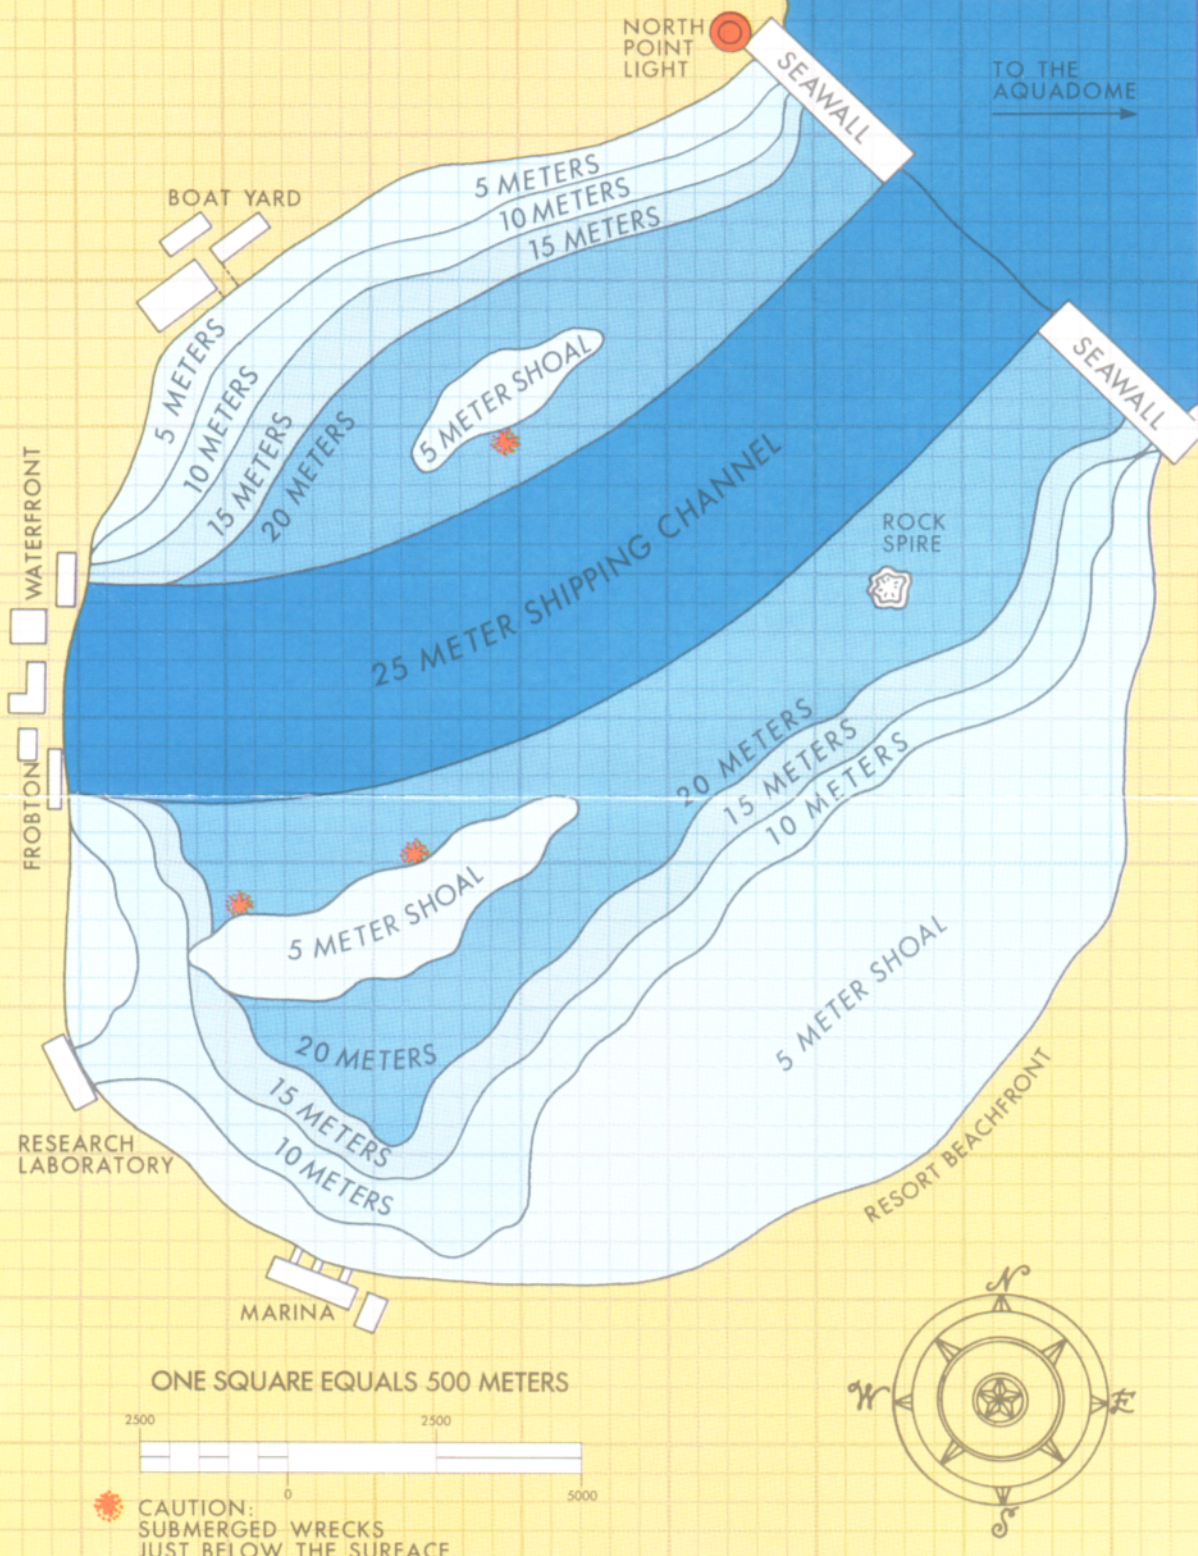 NORTH
POINT
LIGHT
SEAWALL
TO THE
AQUADOME
5 METERS
10 METERS
15 METERS
BOAT YARD
5 METERS
10 METERS
15 METERS
20 METERS
5 METER SHOAL
SEAWALL
WATERFRONT
FROBTON
25 METER SHIPPING CHANNEL
ROCK
SPIRE
20 METERS
15 METERS
10 METERS
5 METER SHOAL
5 METER SHOAL
20 METERS
15 METERS
10 METERS
RESEARCH
LABORATORY
RESORT BEACHFRONT
MARINA
N
W
E
S
ONE SQUARE EQUALS 500 METERS
2500
2500
0
5000
CAUTION:
SUBMERGED WRECKS
JUST BELOW THE SURFACE